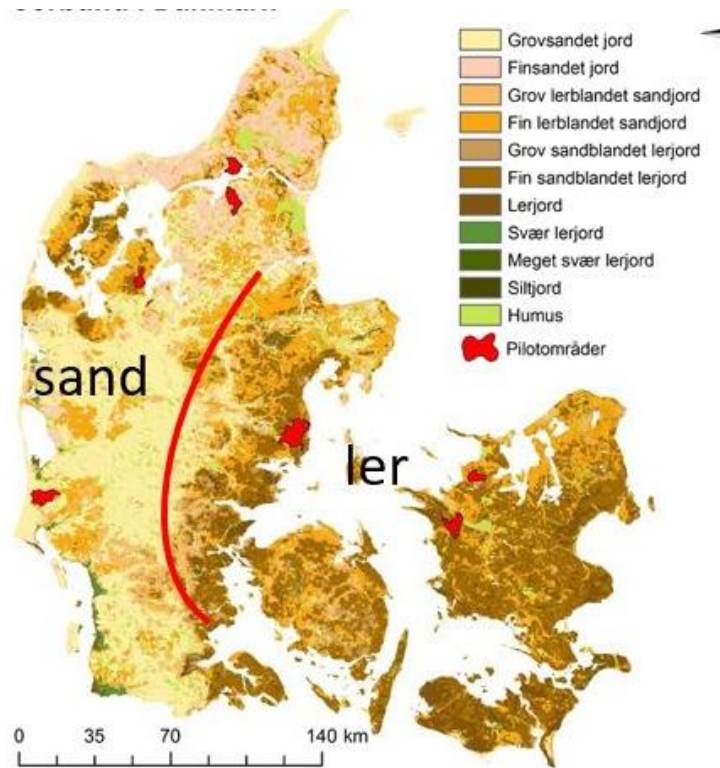 Grovsandet jord
Finsandet jord
Grov lerblandet sandjord
Fin lerblandet sandjord
Grov sandblandet lerjord
Fin sandblandet lerjord
Lerjord
Svær lerjord
Meget svær lerjord
Siltjord
Humus
Pilotområder
sand
ler
0 35 70 140 km